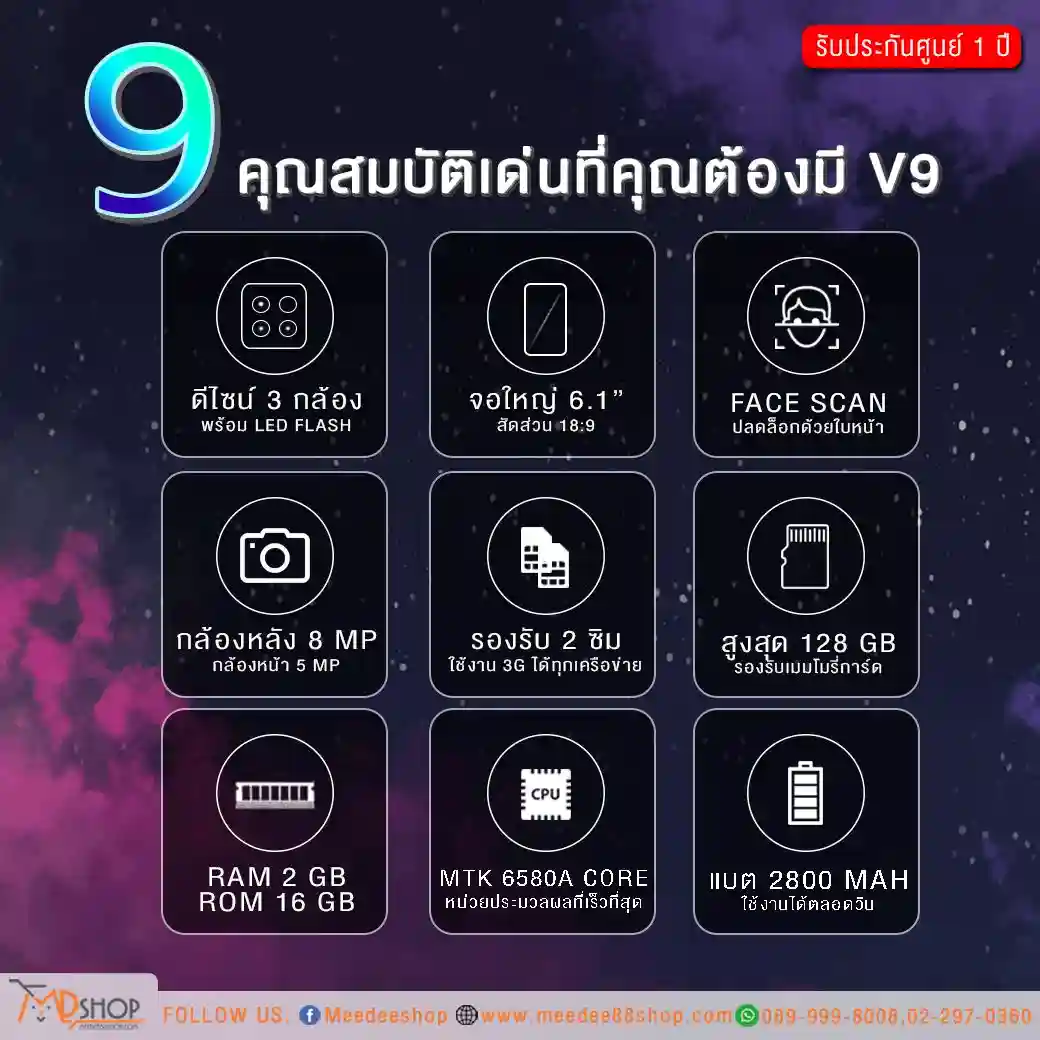 รับประกันศูนย์ 1 ปี
9 คุณสมบัติเด่นที่คุณต้องมี V9
ดีไซน์ 3 กล้อง
พร้อม LED FLASH
จอใหญ่ 6.1”
สัดส่วน 18:9
FACE SCAN
ปลดล็อกด้วยใบหน้า
กล้องหลัง 8 MP
กล้องหน้า 5 MP
รองรับ 2 ซิม
ใช้งาน 3G ได้ทุกเครือข่าย
สูงสุด 128 GB
รองรับเมมโมรี่การ์ด
RAM 2 GB
ROM 16 GB
CPU
MTK 6580A CORE
หน่วยประมวลผลที่เร็วที่สุด
แบต 2800 MAH
ใช้งานได้ตลอดวัน
MD SHOP
FOLLOW US. Meedeeshop www.meedee88shop.com 089-999-8008,02-297-0360